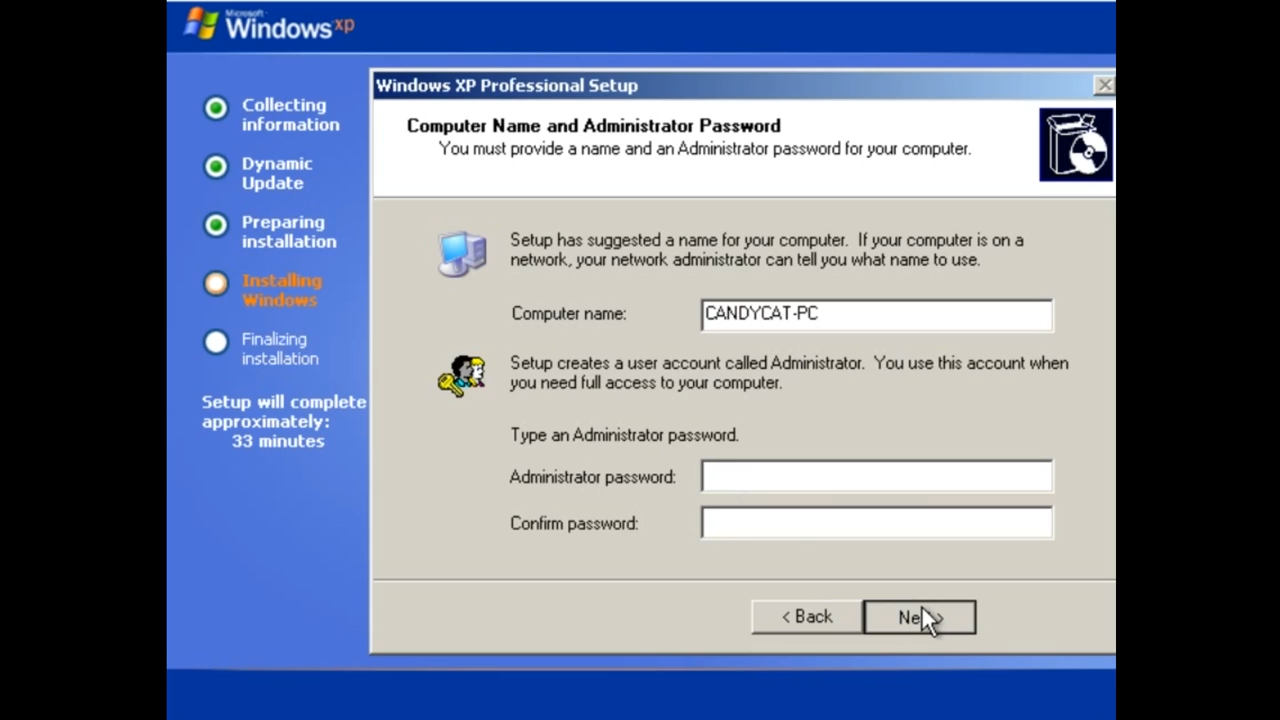 Microsoft
Windows xp
Collecting
information
Dynamic
Update
Preparing
installation
Installing
Windows
Finalizing
installation
Setup will complete
approximately:
33 minutes
Windows XP Professional Setup
Computer Name and Administrator Password
You must provide a name and an Administrator password for your computer.
Setup has suggested a name for your computer. If your computer is on a
network, your network administrator can tell you what name to use.
Computer name:
CANDYCAT-PC
Setup creates a user account called Administrator. You use this account when
you need full access to your computer.
Type an Administrator password.
Administrator password:
Confirm password:
< Back